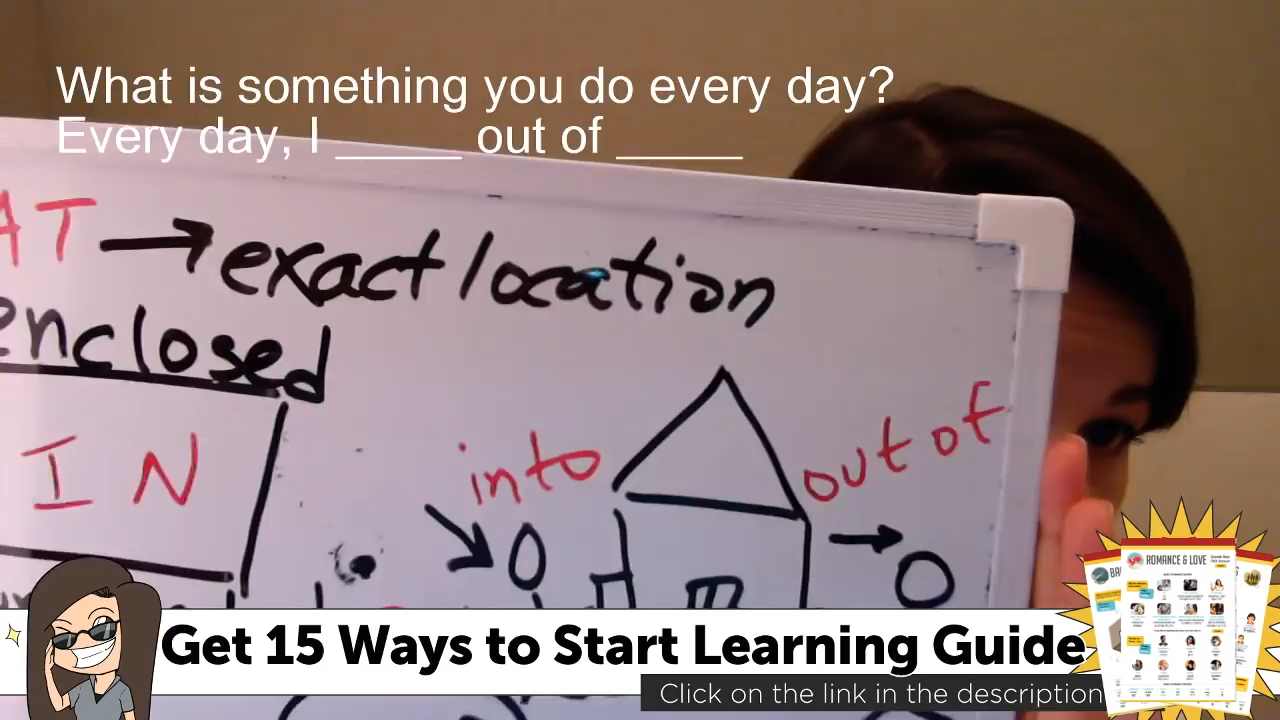 What is something you do every day?
Every day, I _____ out of _____
AT → exact location
enclosed
IN
into
out of
Get 15 Ways to Start Learning Guide
Click on the link in the description
ROMANCE & LOVE